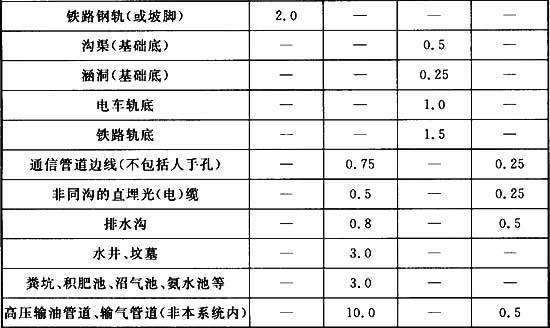 铁路钢轨(或坡脚) 2.0 — — —
沟渠(基础底) — — 0.5 —
涵洞(基础底) — — 0.25 —
电车轨底 — — 1.0 —
铁路轨底 — — 1.5 —
通信管道边线(不包括人手孔) — 0.75 — 0.25
非同沟的直埋光(电)缆 — 0.5 — 0.25
排水沟 — 0.8 — 0.5
水井、坟墓 — 3.0 — —
粪坑、积肥池、沼气池、氨水池等 — 3.0 — —
高压输油管道、输气管道(非本系统内) — 10.0 — 0.5